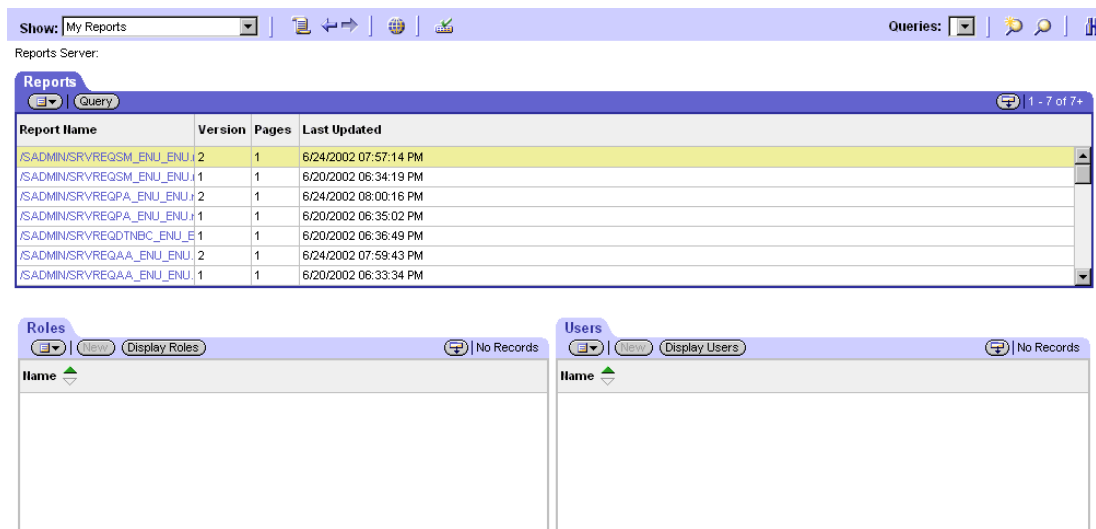 Show: My Reports Queries:
Reports Server:
Reports
Query 1 - 7 of 7+
Report Name Version Pages Last Updated
/SADMIN/SRVREQSM_ENU_ENU. 2 1 6/24/2002 07:57:14 PM
/SADMIN/SRVREQSM_ENU_ENU. 1 1 6/20/2002 06:34:19 PM
/SADMIN/SRVREQPA_ENU_ENU. 2 1 6/24/2002 08:00:16 PM
/SADMIN/SRVREQPA_ENU_ENU. 1 1 6/20/2002 06:35:02 PM
/SADMIN/SRVREQDTNBC_ENU_E 1 1 6/20/2002 06:36:49 PM
/SADMIN/SRVREQAA_ENU_ENU. 2 1 6/24/2002 07:59:43 PM
/SADMIN/SRVREQAA_ENU_ENU. 1 1 6/20/2002 06:33:34 PM
Roles
New Display Roles No Records
Name
Users
New Display Users No Records
Name